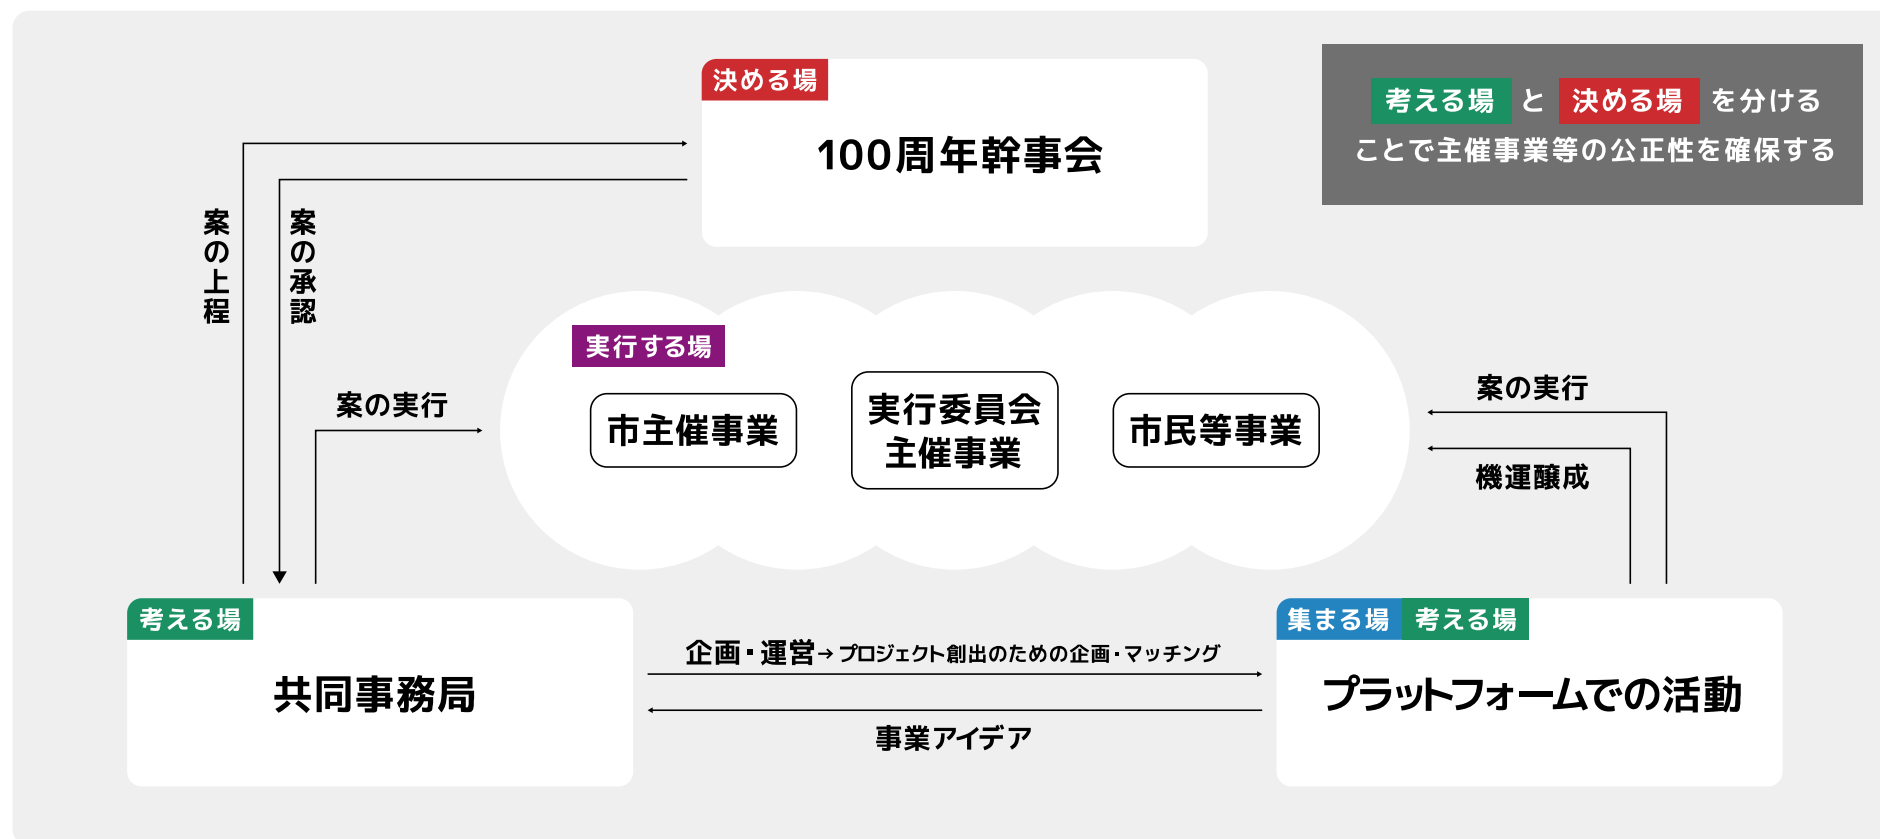 決める場
100周年幹事会
考える場 と 決める場 を分ける
ことで主催事業等の公正性を確保する
案の上程
案の承認
実行する場
市主催事業
実行委員会
主催事業
市民等事業
案の実行
案の実行
機運醸成
考える場
共同事務局
企画・運営→プロジェクト創出のための企画・マッチング
事業アイデア
集まる場 考える場
プラットフォームでの活動